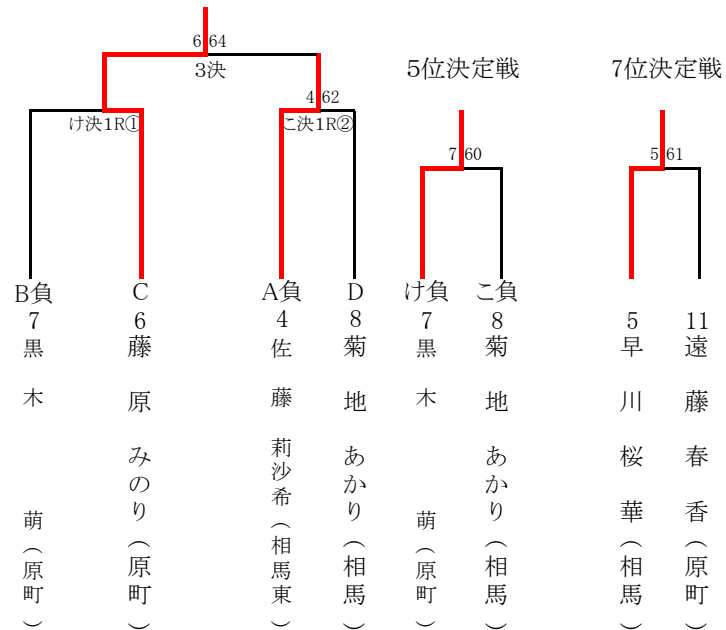 6 64
3決
5位決定戦
7位決定戦
4 62
け決1R①
こ決1R②
7 60
5 61
B負
7
黒木 萌(原町)
C
6
藤原 みのり(原町)
A負
4
佐藤 莉沙希(相馬東)
D
8
菊地 あかり(相馬)
け負
7
黒木 萌(原町)
こ負
8
菊地 あかり(相馬)
5
早川 桜華(相馬)
11
遠藤 春香(原町)